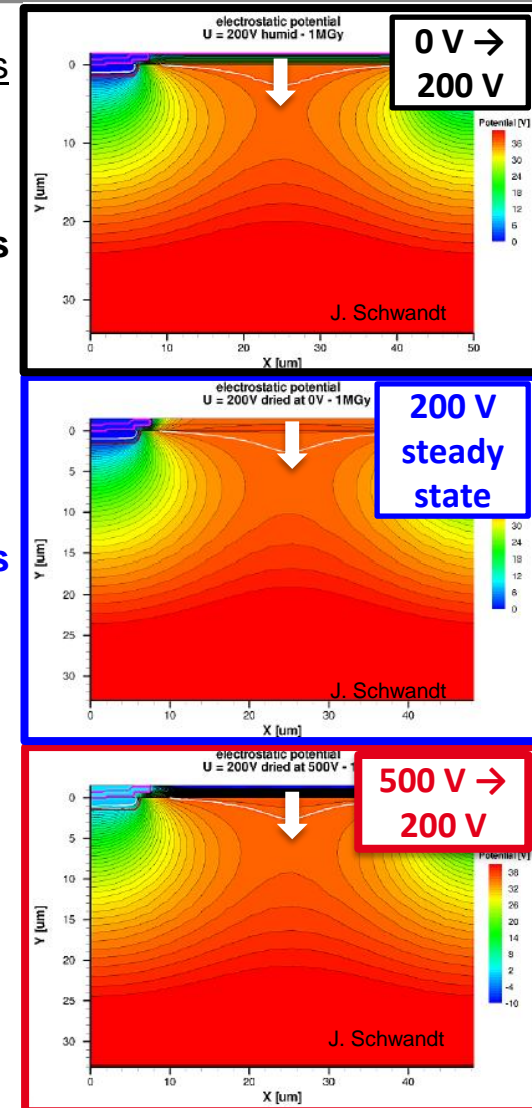 s
electrostatic potential
U = 200V humid - 1MGy
0 V →
200 V
Potential [V]
36
30
24
18
12
6
0
0
10
20
30
Y [um]
J. Schwandt
0
10
20
30
40
50
X [um]
s
electrostatic potential
U = 200V dried at 0V - 1MGy
200 V
steady
state
30
24
18
12
6
0
0
5
10
15
20
25
30
Y [um]
J. Schwandt
0
10
20
30
40
X [um]
s
electrostatic potential
U = 200V dried at 500V - 1
500 V →
200 V
Potential [V]
38
32
26
20
14
8
2
-4
-10
0
5
10
15
20
25
30
Y [um]
J. Schwandt
0
10
20
30
40
X [um]